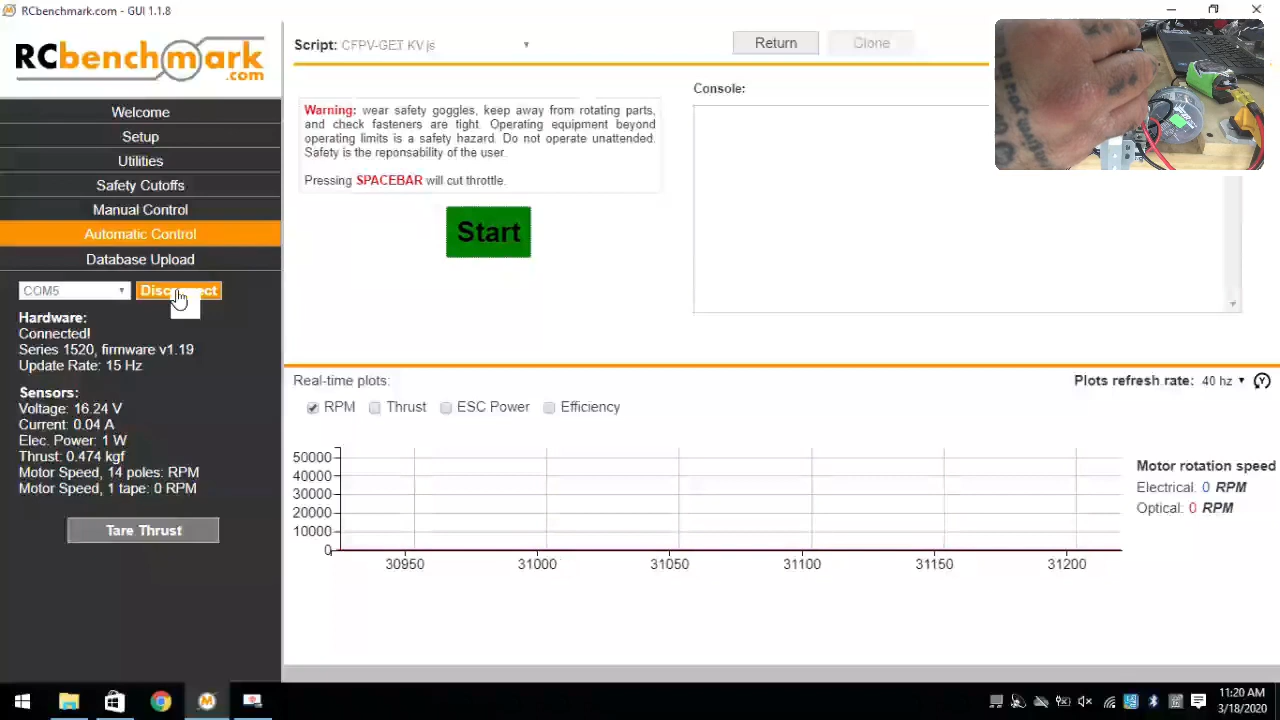 RCbenchmark.com - GUI 1.1.8
RCbenchmark
.com
Welcome
Setup
Utilities
Safety Cutoffs
Manual Control
Automatic Control
Database Upload
COM5
Disconnect
Hardware:
Connected!
Series 1520, firmware v1.19
Update Rate: 15 Hz
Sensors:
Voltage: 16.24 V
Current: 0.04 A
Elec. Power: 1 W
Thrust: 0.474 kgf
Motor Speed, 14 poles: RPM
Motor Speed, 1 tape: 0 RPM
Tare Thrust
Script: CFPV-GET KV.js
Return
Clone
Warning: wear safety goggles, keep away from rotating parts,
and check fasteners are tight. Operating equipment beyond
operating limits is a safety hazard. Do not operate unattended.
Safety is the reponsability of the user.
Pressing SPACEBAR will cut throttle.
Start
Console:
Real-time plots:
Plots refresh rate: 40 hz
RPM
Thrust
ESC Power
Efficiency
50000
40000
30000
20000
10000
0
30950
31000
31050
31100
31150
31200
Motor rotation speed
Electrical: 0 RPM
Optical: 0 RPM
11:20 AM
3/18/2020